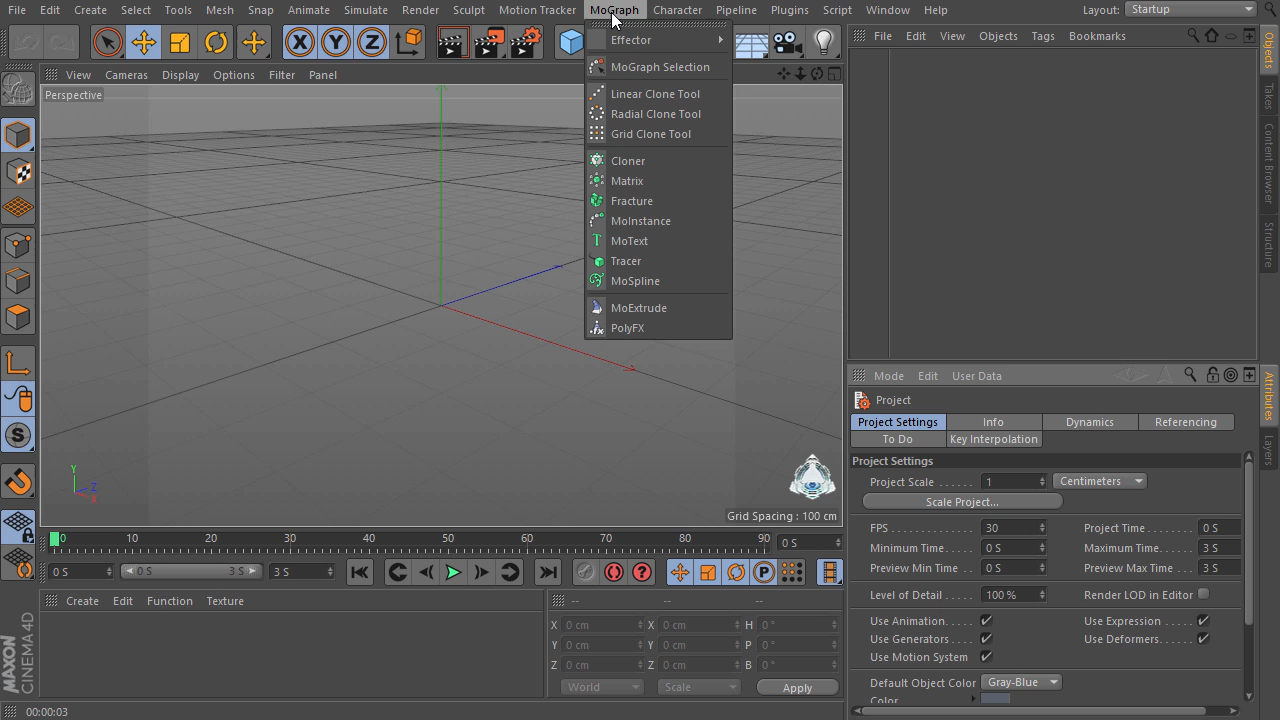 File Edit Create Select Tools Mesh Snap Animate Simulate Render Sculpt Motion Tracker MoGraph Character Pipeline Plugins Script Window Help Layout: Startup
X Y Z
File Edit View Objects Tags Bookmarks
View Cameras Display Options Filter Panel
Perspective
Effector
MoGraph Selection
Linear Clone Tool
Radial Clone Tool
Grid Clone Tool
Cloner
Matrix
Fracture
MoInstance
MoText
Tracer
MoSpline
MoExtrude
PolyFX
Objects
Takes
Content Browser
Structure
Attributes
Layers
Y
Z
X
Grid Spacing : 100 cm
0 10 20 30 40 50 60 70 80 90 0 S
0 S 0 S 3 S 3 S
Create Edit Function Texture
-- -- --
X 0 cm X 0 cm H 0 °
Y 0 cm Y 0 cm P 0 °
Z 0 cm Z 0 cm B 0 °
World Scale Apply
Mode Edit User Data
Project
Project Settings Info Dynamics Referencing
To Do Key Interpolation
Project Settings
Project Scale . . . . . . 1 Centimeters
Scale Project...
FPS . . . . . . . . . . . . . . 30 Project Time . . . 0 S
Minimum Time. . . . 0 S Maximum Time. . . 3 S
Preview Min Time . . 0 S Preview Max Time . 3 S
Level of Detail . . . . . 100 % Render LOD in Editor
Use Animation. . . . . Use Expression . . . .
Use Generators . . . . Use Deformers. . . . .
Use Motion System
Default Object Color Gray-Blue
Color
MAXON
CINEMA 4D
00:00:03